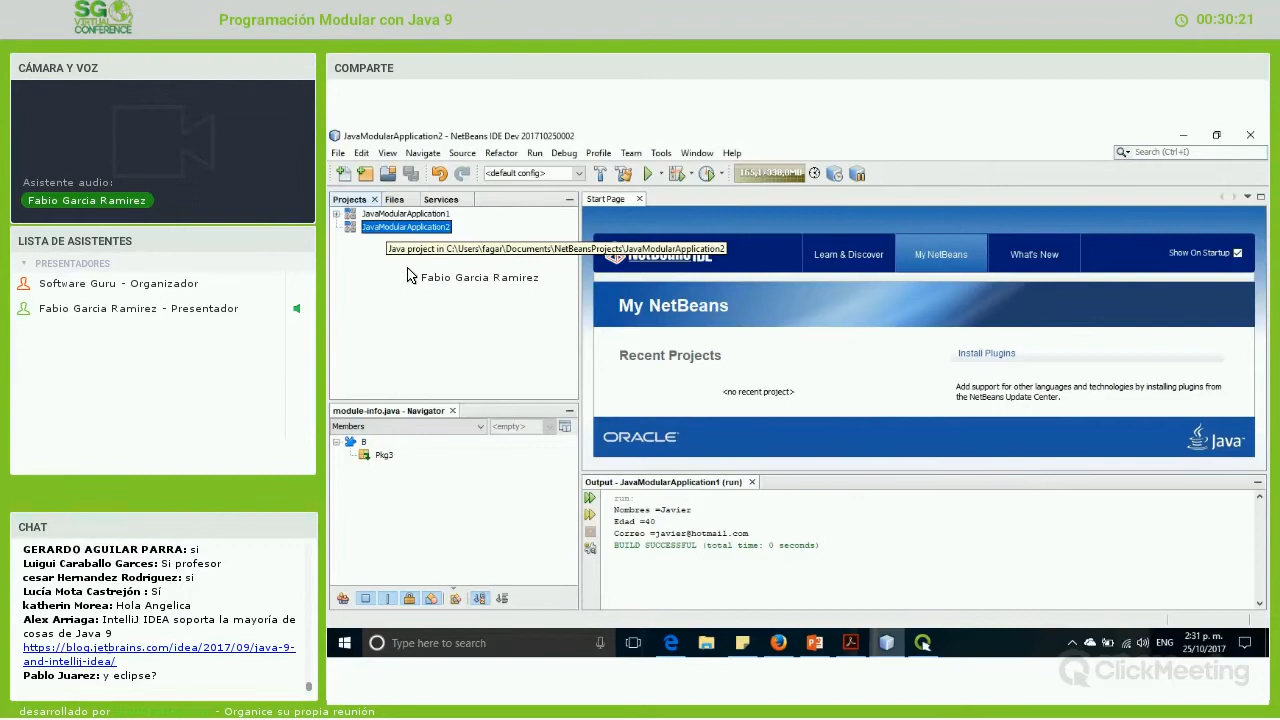 SG
VIRTUAL
CONFERENCE
Programación Modular con Java 9
00:30:21
CÁMARA Y VOZ
Asistente audio:
Fabio Garcia Ramirez
LISTA DE ASISTENTES
PRESENTADORES
Software Guru - Organizador
Fabio Garcia Ramirez - Presentador
CHAT
GERARDO AGUILAR PARRA: si
Luigui Caraballo Garces: Si profesor
cesar Hernandez Rodriguez: si
Lucía Mota Castrejón : Sí
katherin Morea: Hola Angelica
Alex Arriaga: IntelliJ IDEA soporta la mayoría de
cosas de Java 9
https://blog.jetbrains.com/idea/2017/09/java-9-
and-intellij-idea/
Pablo Juarez: y eclipse?
desarrollado por - Organice su propia reunión
COMPARTE
JavaModularApplication2 - NetBeans IDE Dev 201710250002
File Edit View Navigate Source Refactor Run Debug Profile Team Tools Window Help
Search (Ctrl+I)
<default config>
Projects Files Services
JavaModularApplication1
JavaModularApplication2
Java project in C:\Users\fagar\Documents\NetBeansProjects\JavaModularApplication2
Fabio Garcia Ramirez
module-info.java - Navigator
Members <empty>
B
Pkg3
Start Page
NetBeans IDE
Learn & Discover My NetBeans What's New Show On Startup
My NetBeans
Recent Projects
<no recent project>
Install Plugins
Add support for other languages and technologies by installing plugins from
the NetBeans Update Center.
ORACLE
Java
Output - JavaModularApplication1 (run)
run:
Nombres =Javier
Edad =40
Correo =javier@hotmail.com
BUILD SUCCESSFUL (total time: 0 seconds)
Type here to search
ENG
2:31 p. m.
25/10/2017
ClickMeeting